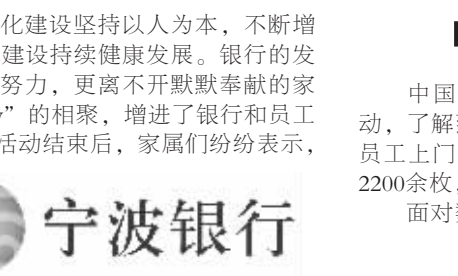 化建设坚持以人为本，不断增
建设持续健康发展。银行的发
努力，更离不开默默奉献的家
”的相聚，增进了银行和员工
活动结束后，家属们纷纷表示，
宁波银行
中国
动，了解
员工上门
2200余枚，
面对